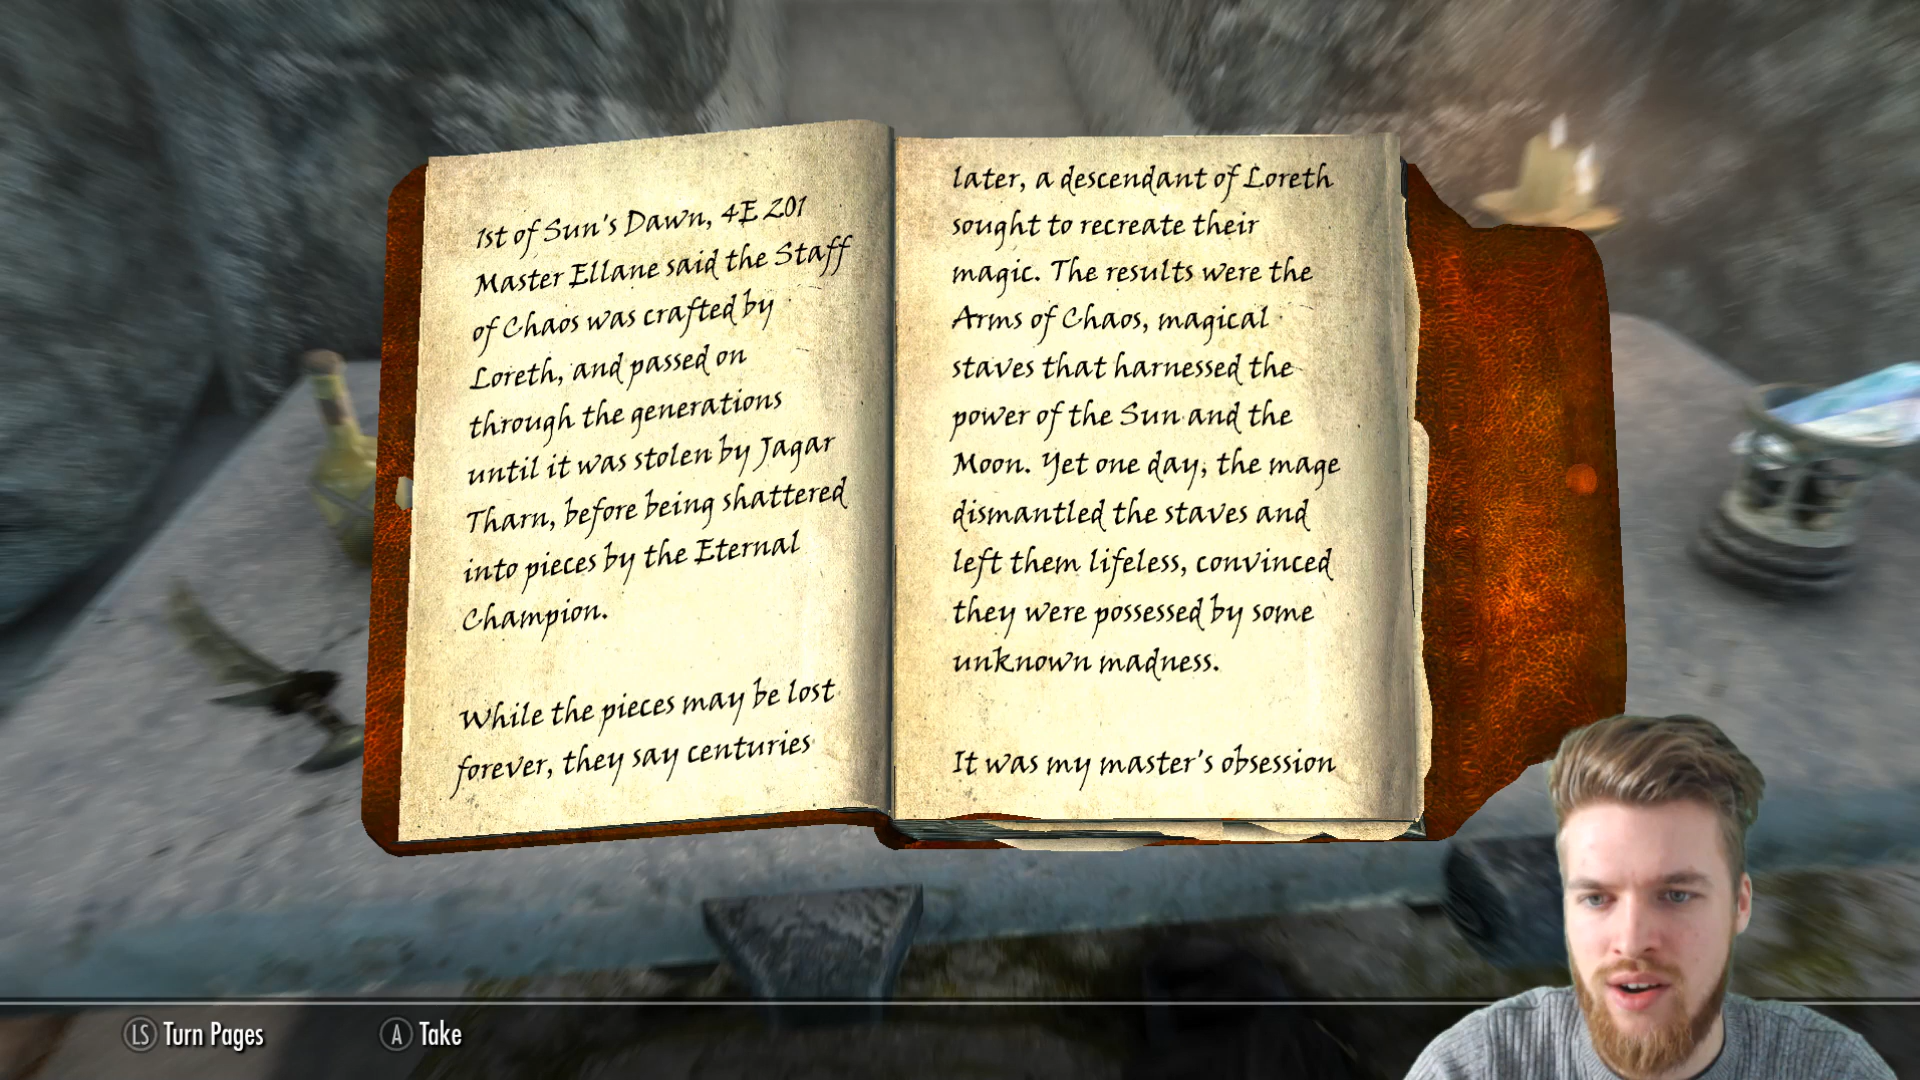 1st of Sun's Dawn, 4E 201
Master Ellane said the Staff
of Chaos was crafted by
Loreth, and passed on
through the generations
until it was stolen by Jagar
Tharn, before being shattered
into pieces by the Eternal
Champion.
While the pieces may be lost
forever, they say centuries
later, a descendant of Loreth
sought to recreate their
magic. The results were the
Arms of Chaos, magical
staves that harnessed the
power of the Sun and the
Moon. Yet one day, the mage
dismantled the staves and
left them lifeless, convinced
they were possessed by some
unknown madness.
It was my master's obsession
LS Turn Pages
A Take